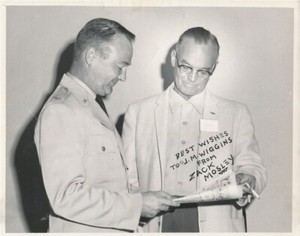 BEST WISHES
TO J.M. WIGGINS
FROM
ZACK
MOSLEY